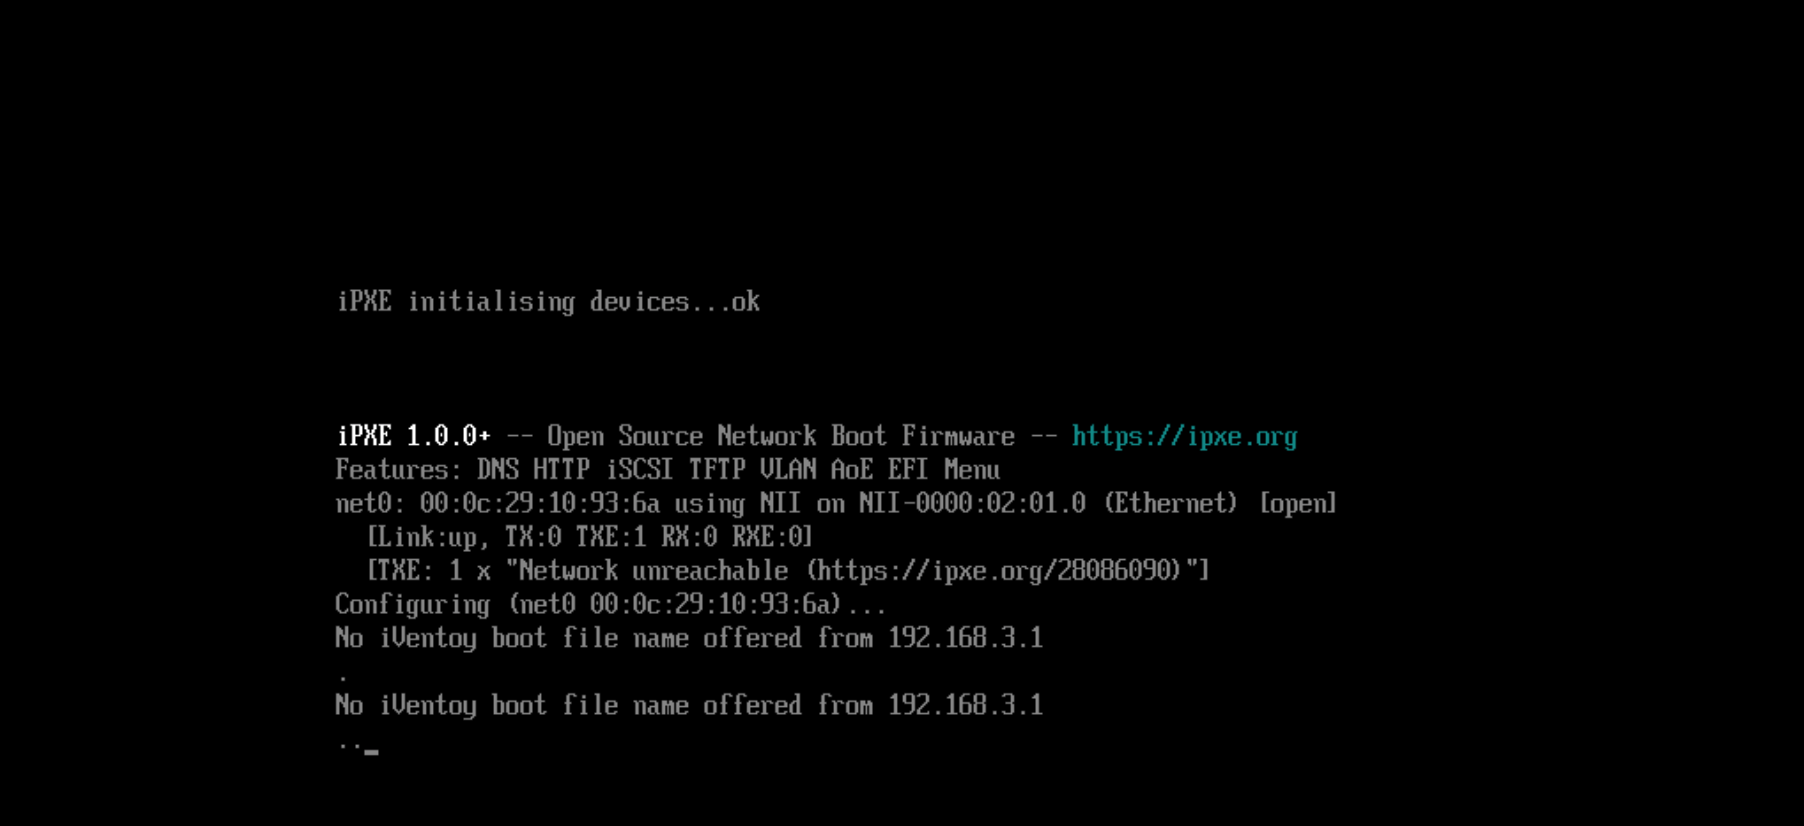 iPXE initialising devices...ok
iPXE 1.0.0+ -- Open Source Network Boot Firmware -- https://ipxe.org
Features: DNS HTTP iSCSI TFTP VLAN AoE EFI Menu
net0: 00:0c:29:10:93:6a using NII on NII-0000:02:01.0 (Ethernet) [open]
[Link:up, TX:0 TXE:1 RX:0 RXE:0]
[TXE: 1 x "Network unreachable (https://ipxe.org/28086090)"]
Configuring (net0 00:0c:29:10:93:6a)...
No iVentoy boot file name offered from 192.168.3.1
.
No iVentoy boot file name offered from 192.168.3.1
.._